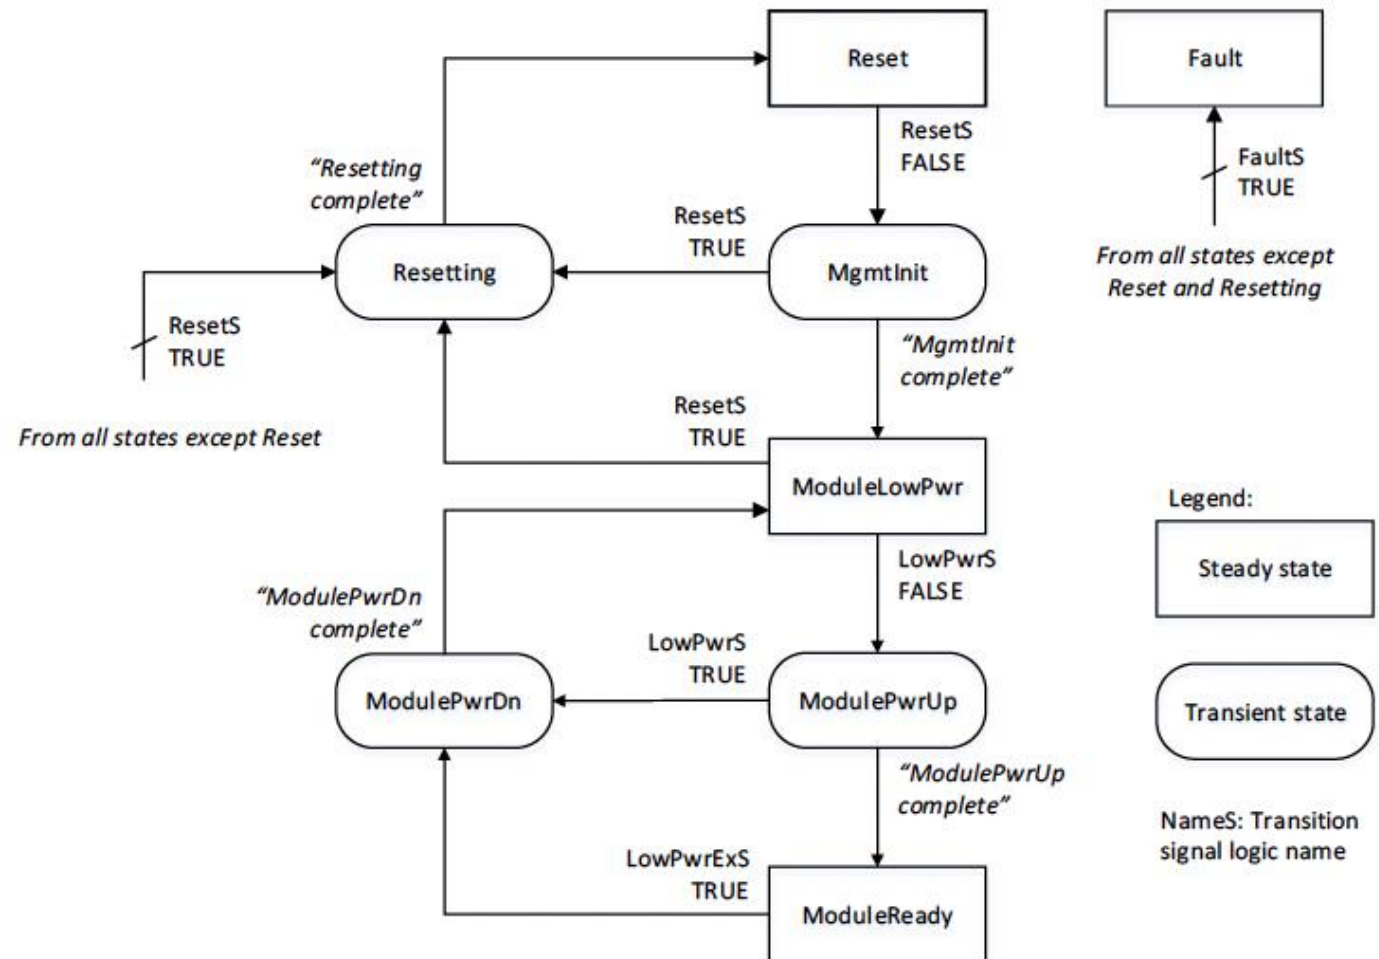 Reset
Fault
ResetS
FALSE
FaultS
TRUE
“Resetting
complete”
ResetS
TRUE
Resetting
MgmtInit
From all states except
Reset and Resetting
ResetS
TRUE
“MgmtInit
complete”
From all states except Reset
ResetS
TRUE
ModuleLowPwr
Legend:
Steady state
LowPwrS
FALSE
“ModulePwrDn
complete”
LowPwrS
TRUE
ModulePwrDn
ModulePwrUp
Transient state
“ModulePwrUp
complete”
NameS: Transition
signal logic name
LowPwrExS
TRUE
ModuleReady